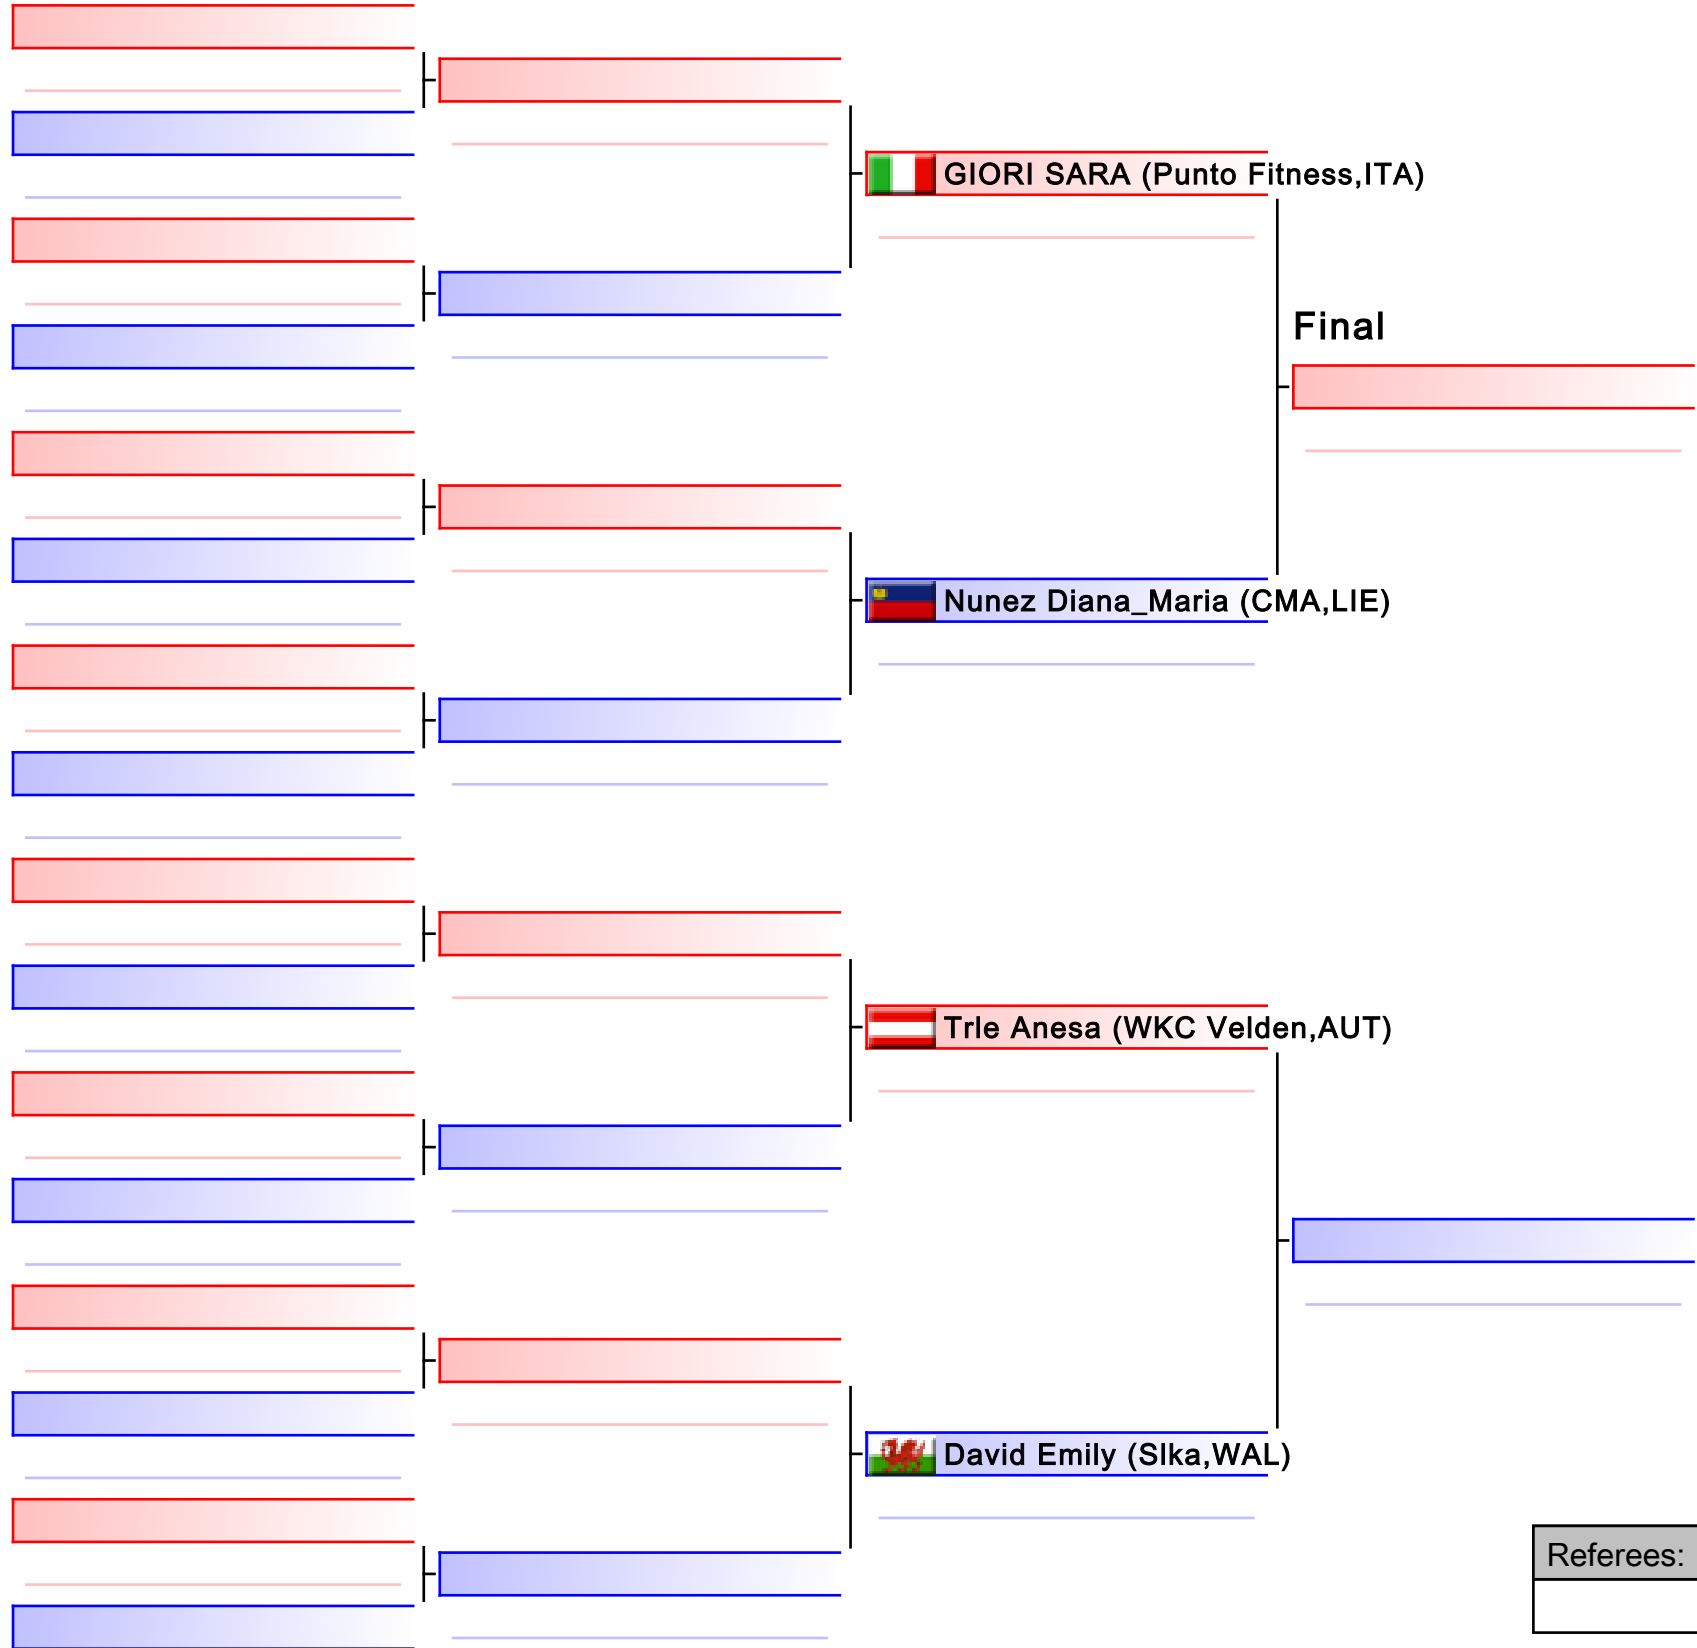 GIORI SARA (Punto Fitness,ITA)
Final
Nunez Diana_Maria (CMA,LIE)
Trle Anesa (WKC Velden,AUT)
David Emily (Slka,WAL)
Referees: